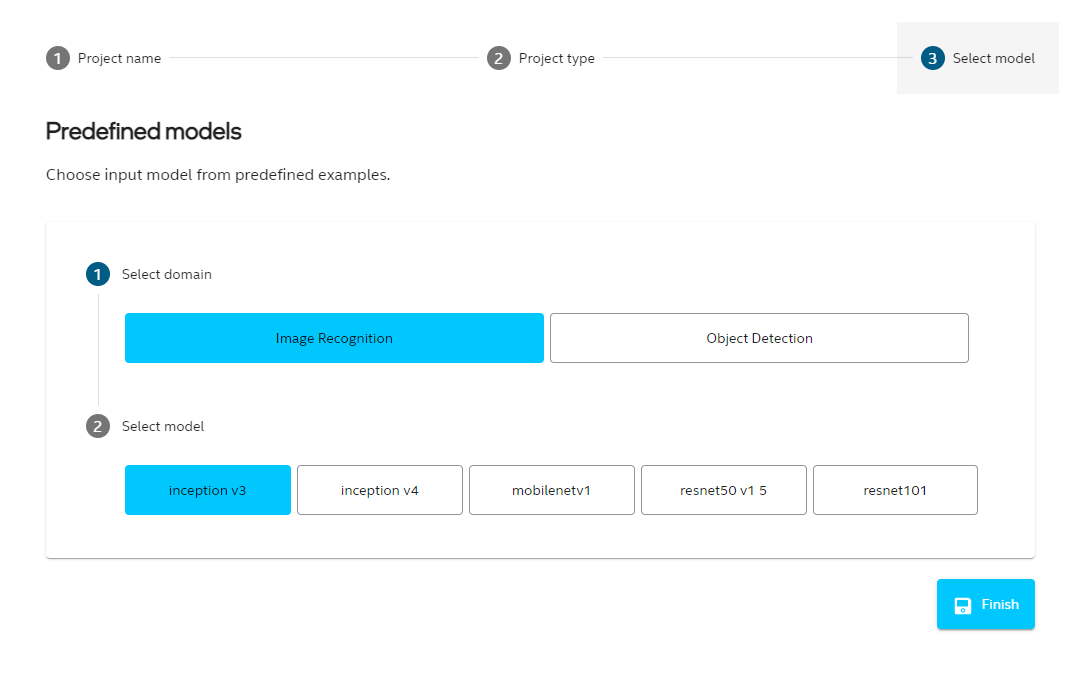 1 Project name 2 Project type 3 Select model
Predefined models
Choose input model from predefined examples.
1 Select domain
Image Recognition Object Detection
2 Select model
inception v3 inception v4 mobilenetv1 resnet50 v1 5 resnet101
Finish